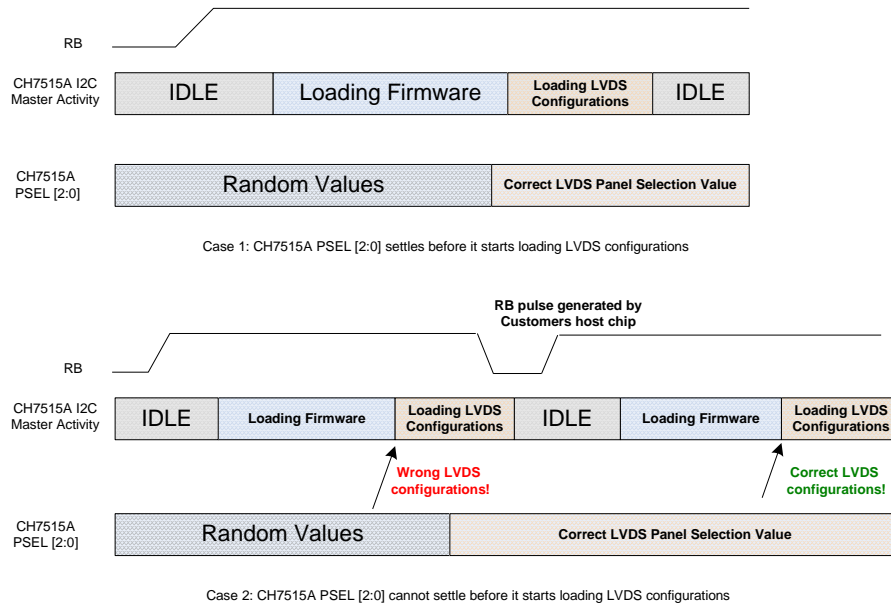 RB
CH7515A I2C
Master Activity
IDLE
Loading Firmware
Loading LVDS
Configurations
IDLE
CH7515A
PSEL [2:0]
Random Values
Correct LVDS Panel Selection Value
Case 1: CH7515A PSEL [2:0] settles before it starts loading LVDS configurations
RB pulse generated by
Customers host chip
RB
CH7515A I2C
Master Activity
IDLE
Loading Firmware
Loading LVDS
Configurations
IDLE
Loading Firmware
Loading LVDS
Configurations
Wrong LVDS
configurations!
Correct LVDS
configurations!
CH7515A
PSEL [2:0]
Random Values
Correct LVDS Panel Selection Value
Case 2: CH7515A PSEL [2:0] cannot settle before it starts loading LVDS configurations